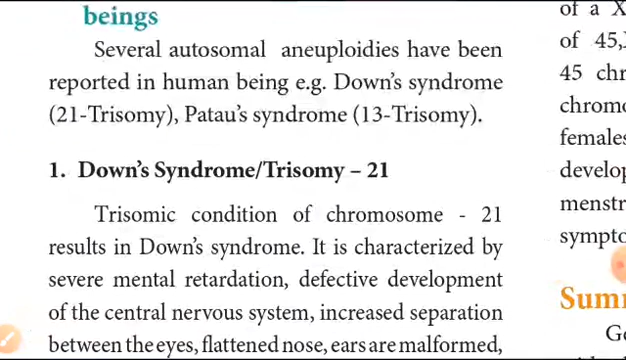 beings
Several autosomal aneuploidies have been
reported in human being e.g. Down's syndrome
(21-Trisomy), Patau's syndrome (13-Trisomy).
1. Down's Syndrome/Trisomy – 21
Trisomic condition of chromosome - 21
results in Down's syndrome. It is characterized by
severe mental retardation, defective development
of the central nervous system, increased separation
between the eyes, flattened nose, ears are malformed,
of a X
of 45,
45 chr
chromo
females
develop
menstr
sympto
Sum
Ge